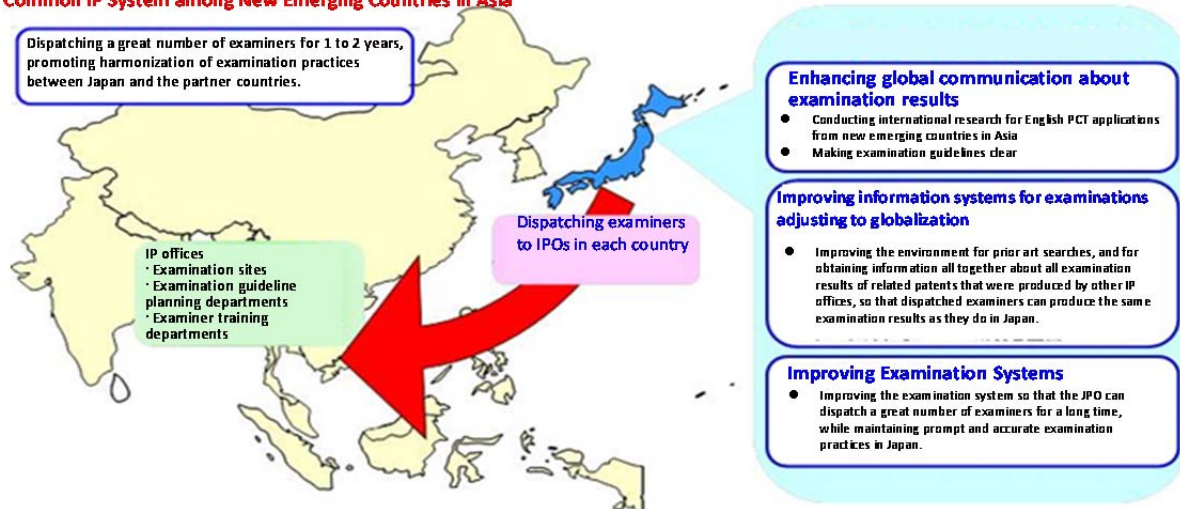 Common IP System among New Emerging Countries in Asia
Dispatching a great number of examiners for 1 to 2 years,
promoting harmonization of examination practices
between Japan and the partner countries.
Dispatching examiners
to IPOs in each country
IP offices
· Examination sites
· Examination guideline
planning departments
· Examiner training
departments
Enhancing global communication about
examination results
● Conducting international research for English PCT applications
from new emerging countries in Asia
● Making examination guidelines clear
Improving information systems for examinations
adjusting to globalization
● Improving the environment for prior art searches, and for
obtaining information all together about all examination
results of related patents that were produced by other IP
offices, so that dispatched examiners can produce the same
examination results as they do in Japan.
Improving Examination Systems
● Improving the examination system so that the JPO can
dispatch a great number of examiners for a long time,
while maintaining prompt and accurate examination
practices in Japan.